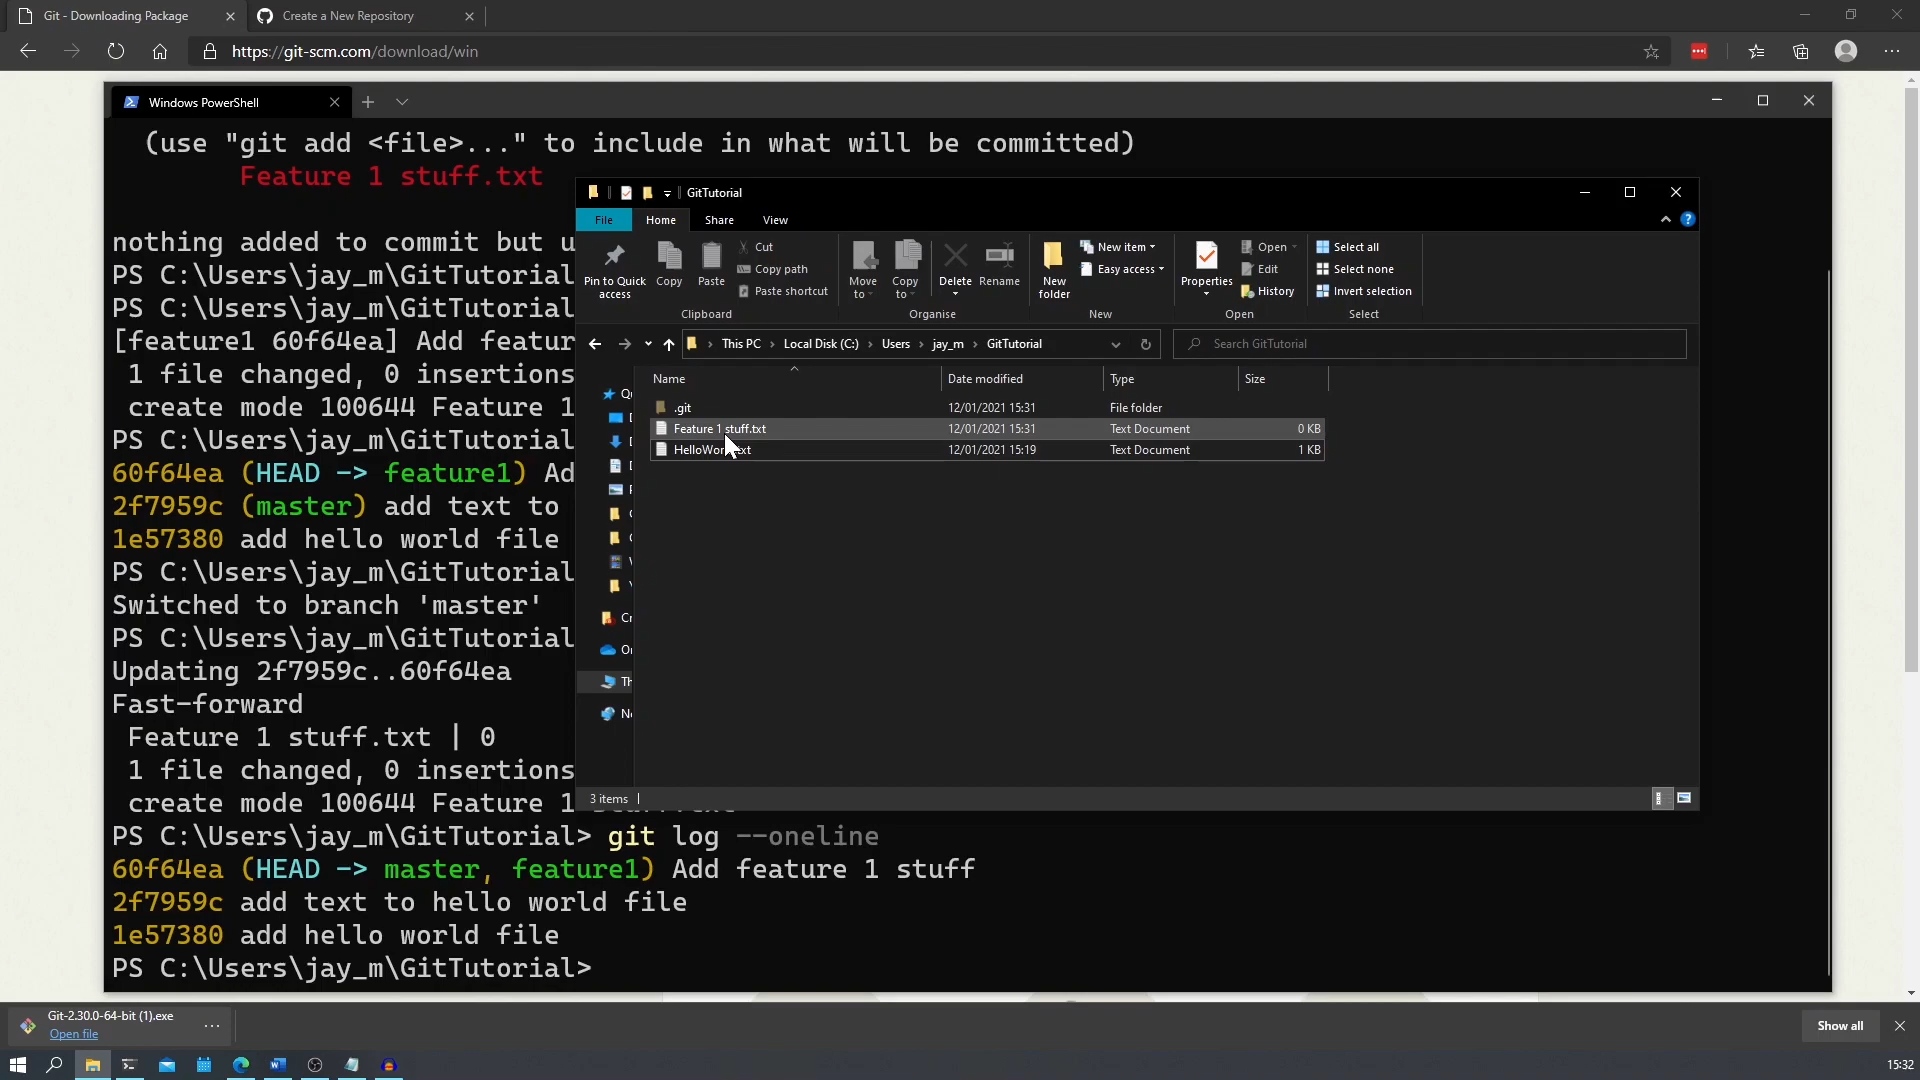 Git - Downloading Package
Create a New Repository
https://git-scm.com/download/win
Windows PowerShell
(use "git add <file>..." to include in what will be committed)
Feature 1 stuff.txt
nothing added to commit but u
PS C:\Users\jay_m\GitTutorial
PS C:\Users\jay_m\GitTutorial
[feature1 60f64ea] Add featur
1 file changed, 0 insertions
create mode 100644 Feature 1
PS C:\Users\jay_m\GitTutorial
60f64ea (HEAD -> feature1) Ad
2f7959c (master) add text to
1e57380 add hello world file
PS C:\Users\jay_m\GitTutorial
Switched to branch 'master'
PS C:\Users\jay_m\GitTutorial
Updating 2f7959c..60f64ea
Fast-forward
Feature 1 stuff.txt | 0
1 file changed, 0 insertions
create mode 100644 Feature 1
PS C:\Users\jay_m\GitTutorial> git log --oneline
60f64ea (HEAD -> master, feature1) Add feature 1 stuff
2f7959c add text to hello world file
1e57380 add hello world file
PS C:\Users\jay_m\GitTutorial>
GitTutorial
File Home Share View
Pin to Quick access
Copy
Paste
Cut
Copy path
Paste shortcut
Clipboard
Move to
Copy to
Delete
Rename
Organise
New folder
New item
Easy access
New
Properties
Open
Edit
History
Open
Select all
Select none
Invert selection
Select
This PC > Local Disk (C:) > Users > jay_m > GitTutorial
Search GitTutorial
Name Date modified Type Size
.git 12/01/2021 15:31 File folder
Feature 1 stuff.txt 12/01/2021 15:31 Text Document 0 KB
12/01/2021 15:19 Text Document 1 KB
3 items
Git-2.30.0-64-bit (1).exe
Open file
Show all
15:32